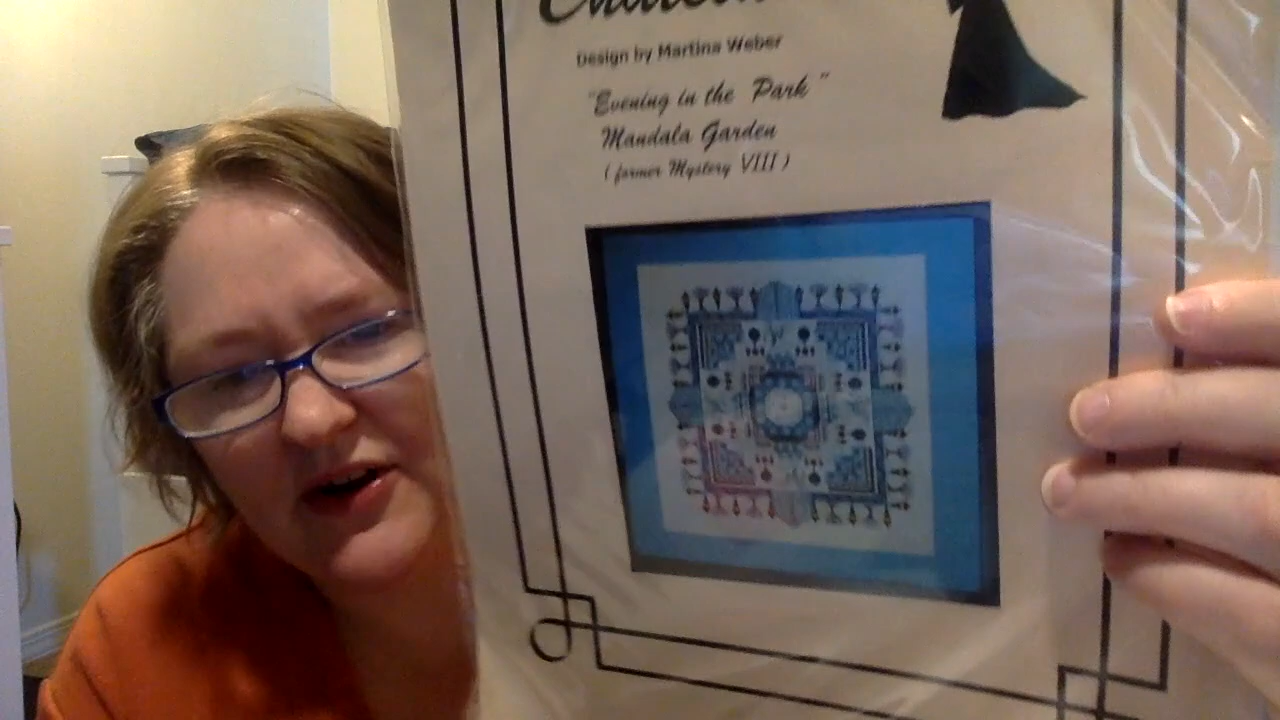 Design by Martina Weber
"Evening in the Park"
Mandala Garden
( former Mystery VIII )